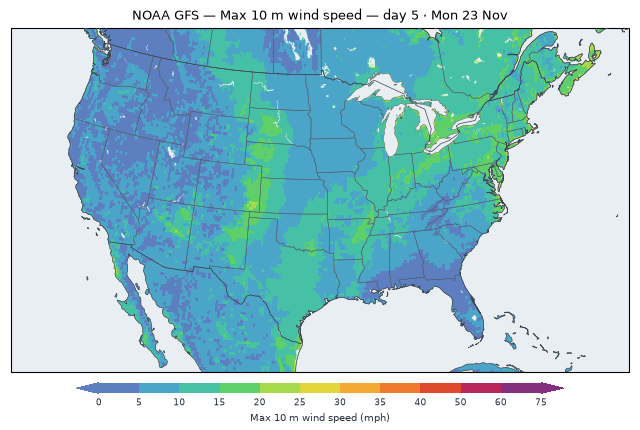 NOAA GFS — Max 10 m wind speed — day 5 · Mon 23 Nov
0 5 10 15 20 25 30 35 40 50 60 75
Max 10 m wind speed (mph)